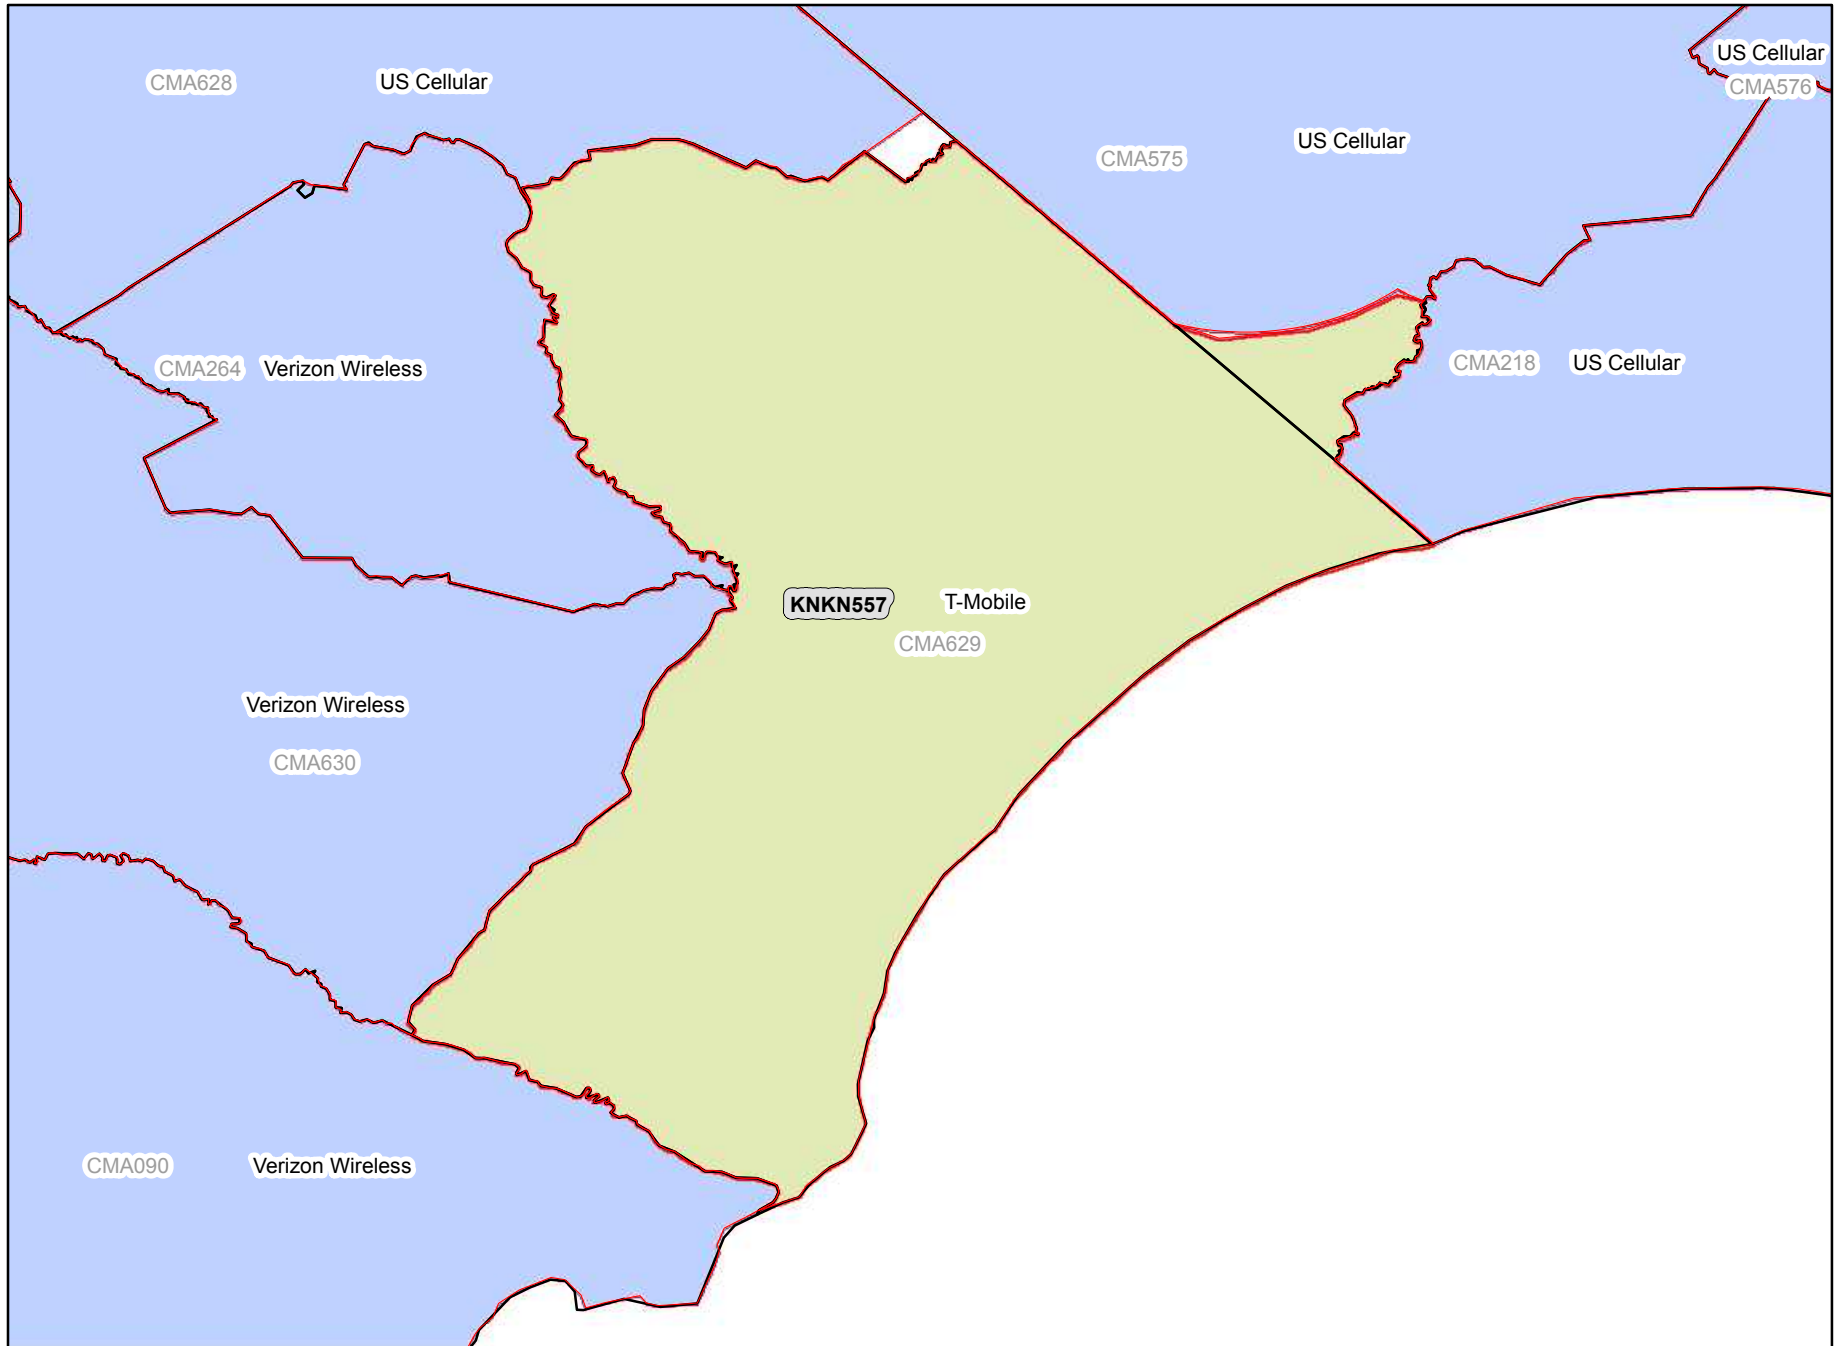 US Cellular
CMA576
CMA628 US Cellular
US Cellular
CMA575
CMA264 Verizon Wireless
CMA218 US Cellular
KNKN557 T-Mobile
CMA629
Verizon Wireless
CMA630
CMA090 Verizon Wireless